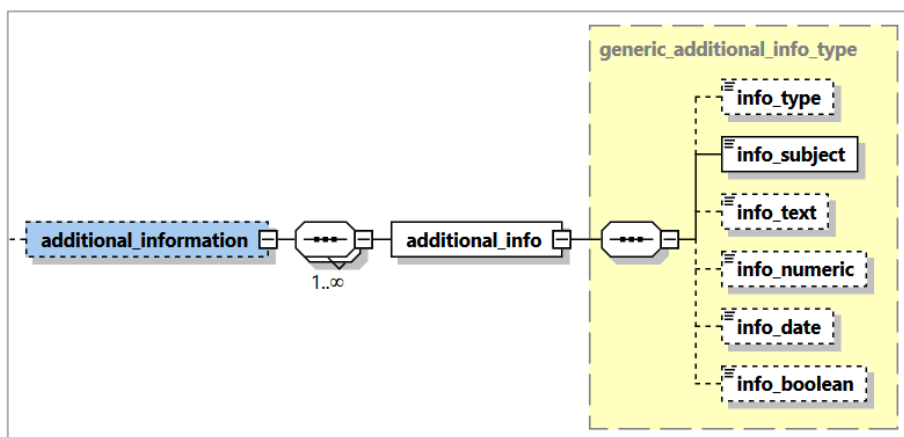 generic_additional_info_type
info_type
info_subject
info_text
additional_information
additional_info
info_numeric
1..∞
info_date
info_boolean